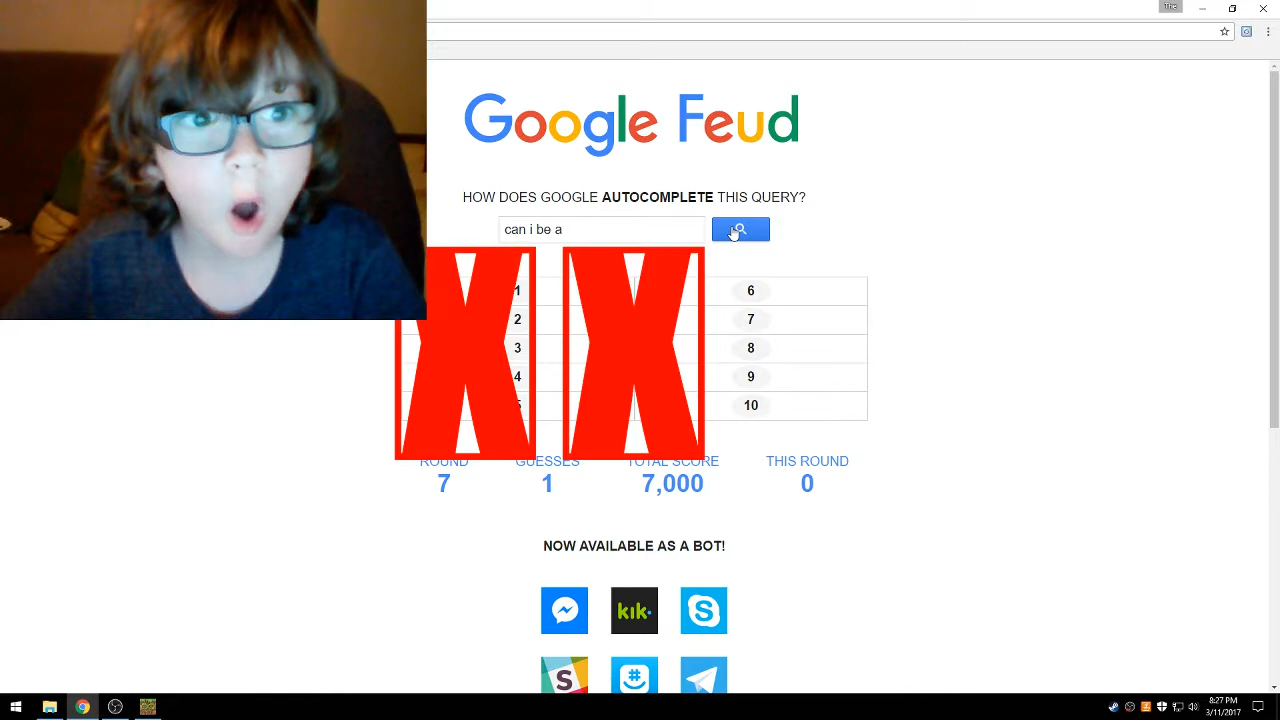 Google Feud
HOW DOES GOOGLE AUTOCOMPLETE THIS QUERY?
can i be a
X X
1 6
2 7
3 8
4 9
5 10
ROUND GUESSES TOTAL SCORE THIS ROUND
7 1 7,000 0
NOW AVAILABLE AS A BOT!
kik
S
#
8:27 PM
3/11/2017